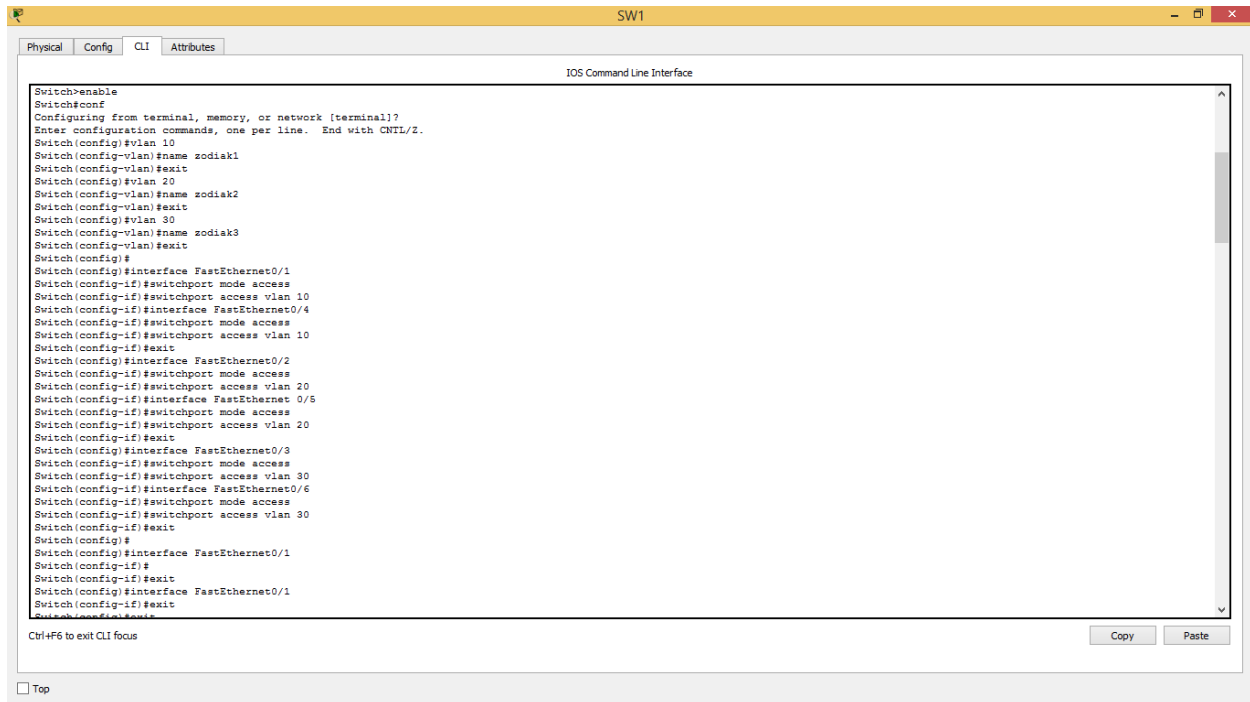 SW1
Physical Config CLI Attributes
IOS Command Line Interface
Switch>enable
Switch#conf
Configuring from terminal, memory, or network [terminal]?
Enter configuration commands, one per line.  End with CNTL/Z.
Switch(config)#vlan 10
Switch(config-vlan)#name zodiak1
Switch(config-vlan)#exit
Switch(config)#vlan 20
Switch(config-vlan)#name zodiak2
Switch(config-vlan)#exit
Switch(config)#vlan 30
Switch(config-vlan)#name zodiak3
Switch(config-vlan)#exit
Switch(config)#
Switch(config)#interface FastEthernet0/1
Switch(config-if)#switchport mode access
Switch(config-if)#switchport access vlan 10
Switch(config-if)#interface FastEthernet0/4
Switch(config-if)#switchport mode access
Switch(config-if)#switchport access vlan 10
Switch(config-if)#exit
Switch(config)#interface FastEthernet0/2
Switch(config-if)#switchport mode access
Switch(config-if)#switchport access vlan 20
Switch(config-if)#interface FastEthernet 0/5
Switch(config-if)#switchport mode access
Switch(config-if)#switchport access vlan 20
Switch(config-if)#exit
Switch(config)#interface FastEthernet0/3
Switch(config-if)#switchport mode access
Switch(config-if)#switchport access vlan 30
Switch(config-if)#interface FastEthernet0/6
Switch(config-if)#switchport mode access
Switch(config-if)#switchport access vlan 30
Switch(config-if)#exit
Switch(config)#
Switch(config)#interface FastEthernet0/1
Switch(config-if)#
Switch(config-if)#exit
Switch(config)#interface FastEthernet0/1
Switch(config-if)#exit
Switch(config)#exit
Ctrl+F6 to exit CLI focus
Copy Paste
Top